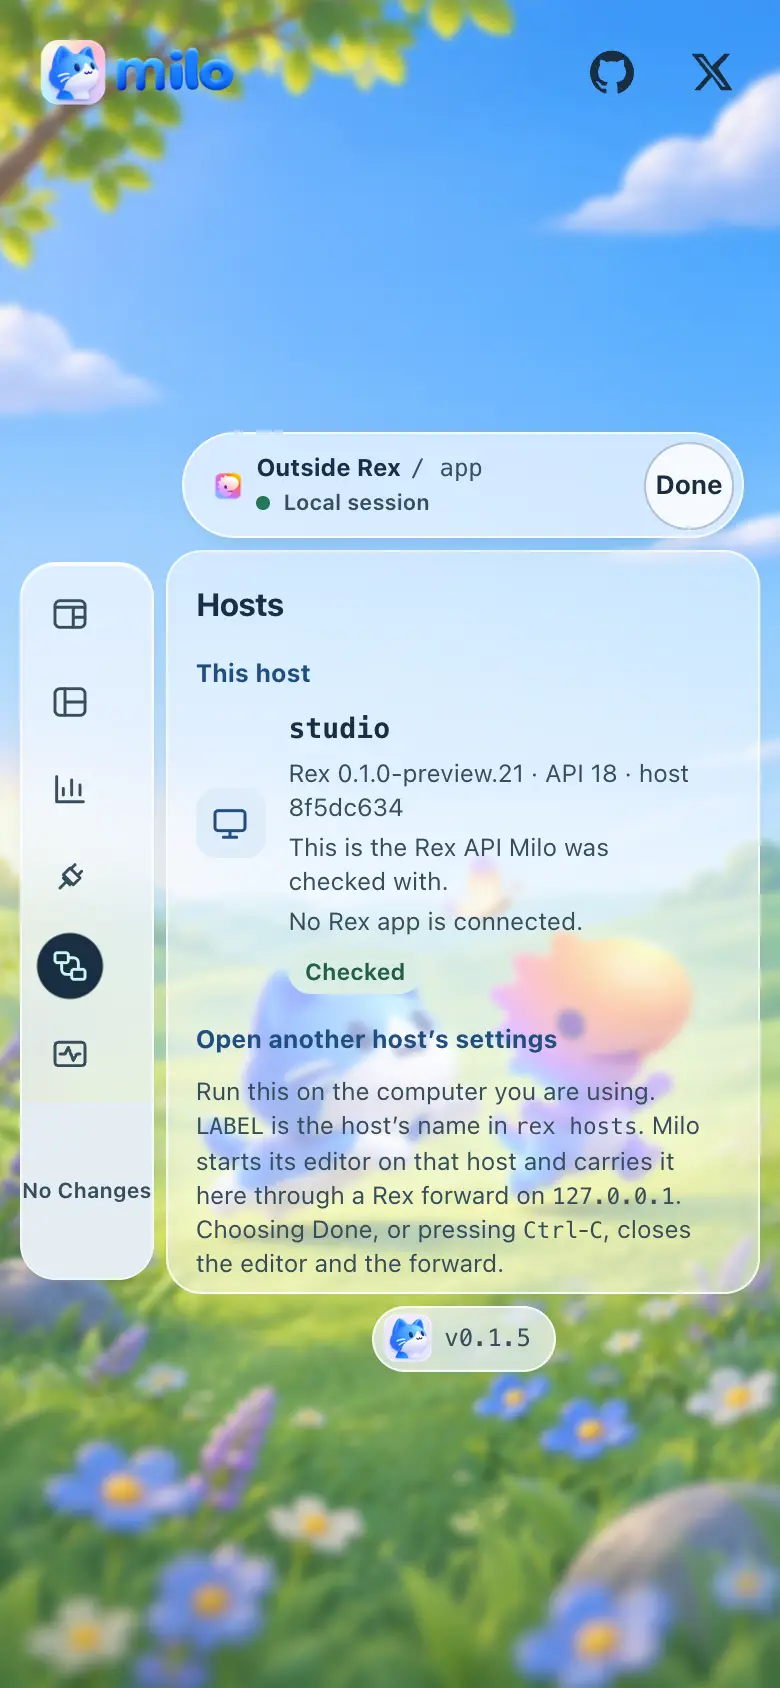 milo
Outside Rex / app
Local session
Done
Hosts
This host
studio
Rex 0.1.0-preview.21 · API 18 · host
8f5dc634
This is the Rex API Milo was
checked with.
No Rex app is connected.
Checked
Open another host’s settings
Run this on the computer you are using.
LABEL is the host’s name in rex hosts. Milo
starts its editor on that host and carries it
here through a Rex forward on 127.0.0.1.
Choosing Done, or pressing Ctrl-C, closes
the editor and the forward.
No Changes
v0.1.5